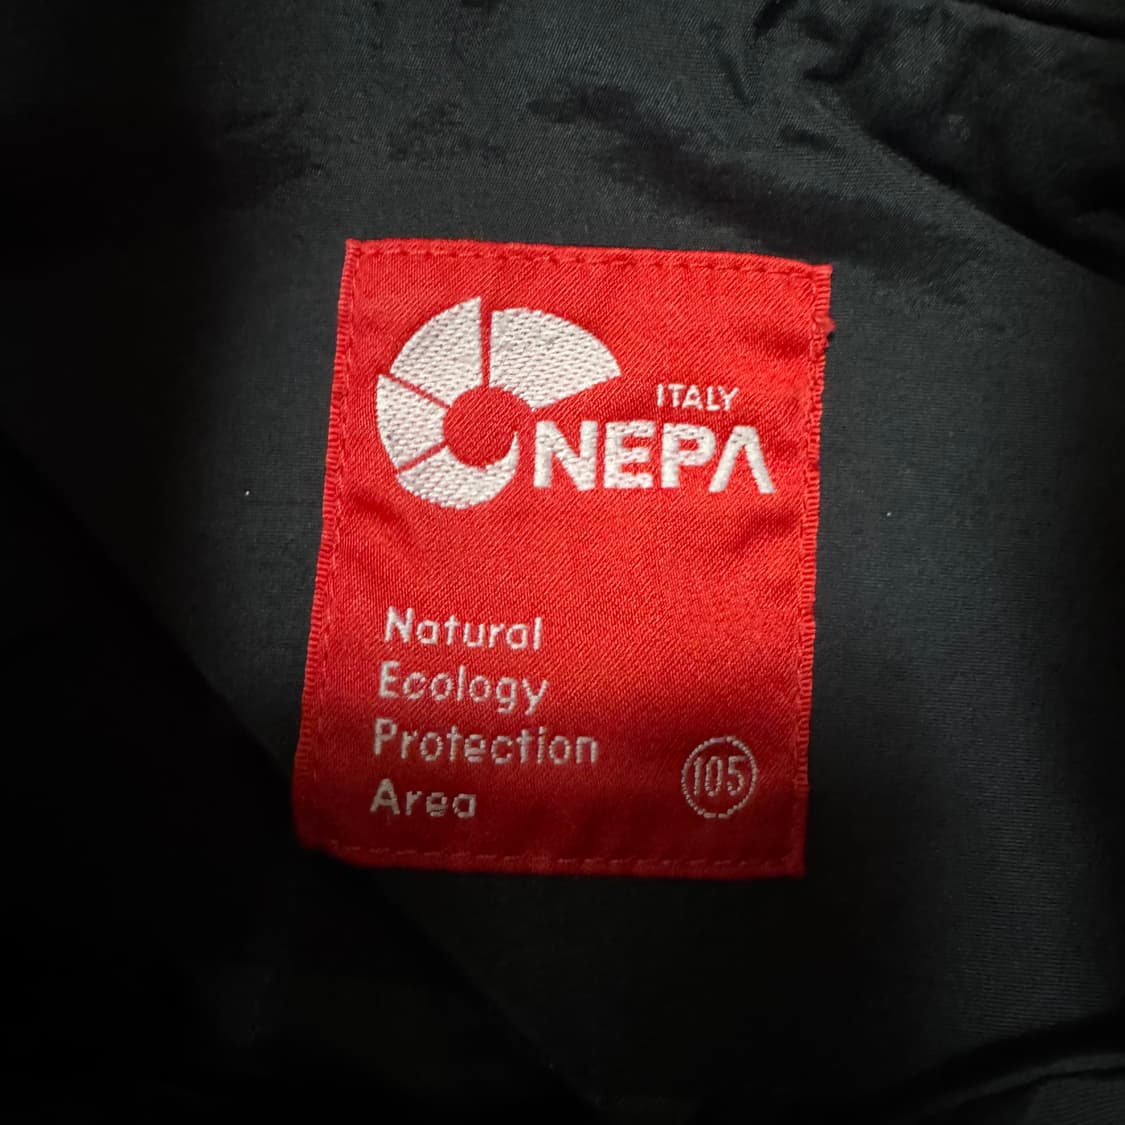 ITALY
NEPA
Natural
Ecology
Protection
Area
105